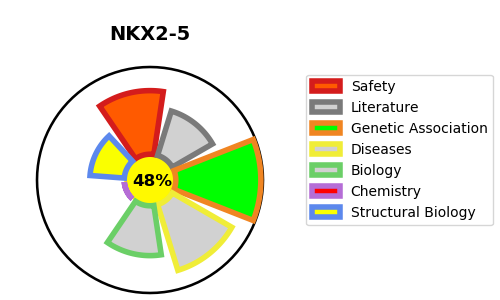 NKX2-5
48%
Safety
Literature
Genetic Association
Diseases
Biology
Chemistry
Structural Biology